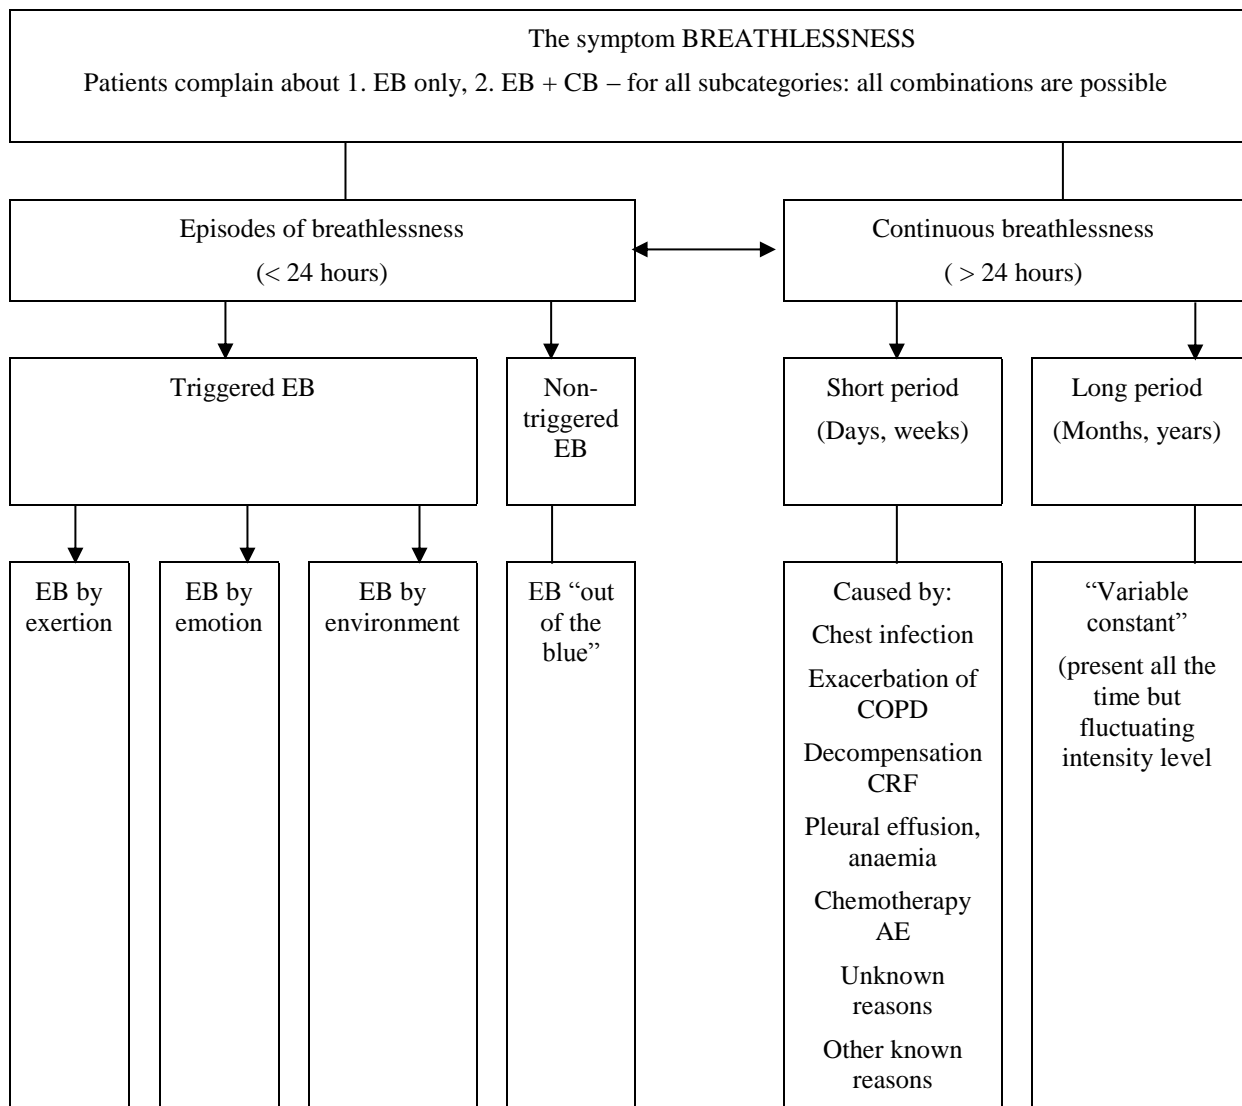 The symptom BREATHLESSNESS
Patients complain about 1. EB only, 2. EB + CB – for all subcategories: all combinations are possible
Episodes of breathlessness
(< 24 hours)
Continuous breathlessness
( > 24 hours)
Triggered EB
Non-
triggered
EB
Short period
(Days, weeks)
Long period
(Months, years)
EB by
exertion
EB by
emotion
EB by
environment
EB “out
of the
blue”
Caused by:
Chest infection
Exacerbation of
COPD
Decompensation
CRF
Pleural effusion,
anaemia
Chemotherapy
AE
Unknown
reasons
Other known
reasons
“Variable
constant”
(present all the
time but
fluctuating
intensity level